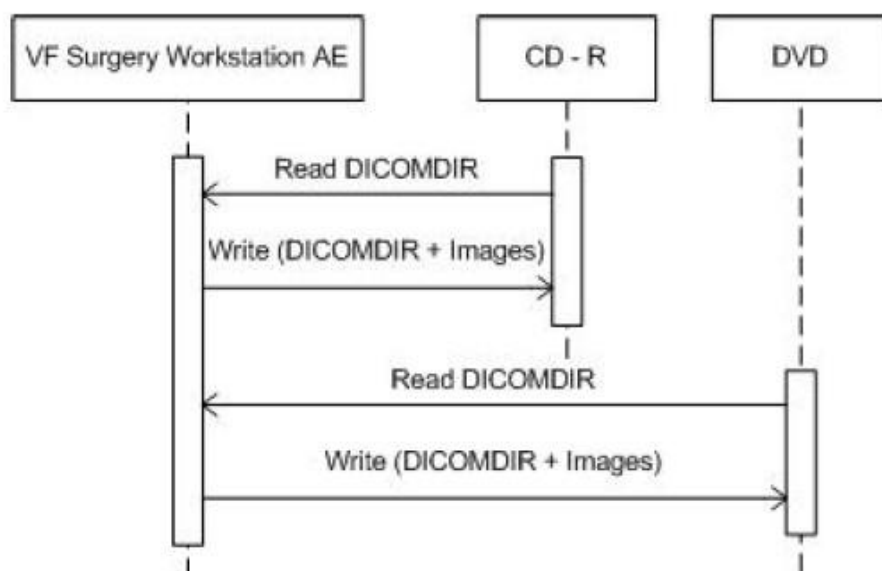 VF Surgery Workstation AE
CD - R
DVD
Read DICOMDIR
Write (DICOMDIR + Images)
Read DICOMDIR
Write (DICOMDIR + Images)